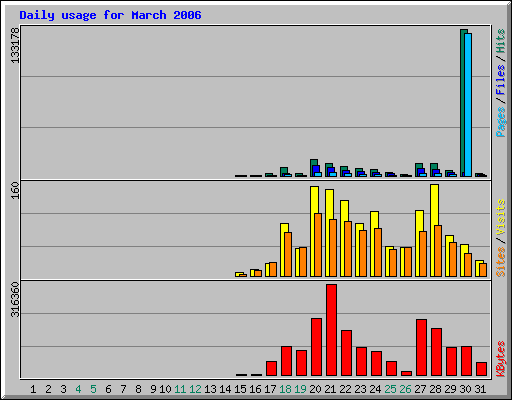 Daily usage for March 2006
133178
Pages / Files / Hits
160
Sites / Visits
316360
KBytes
1 2 3 4 5 6 7 8 9 10 11 12 13 14 15 16 17 18 19 20 21 22 23 24 25 26 27 28 29 30 31